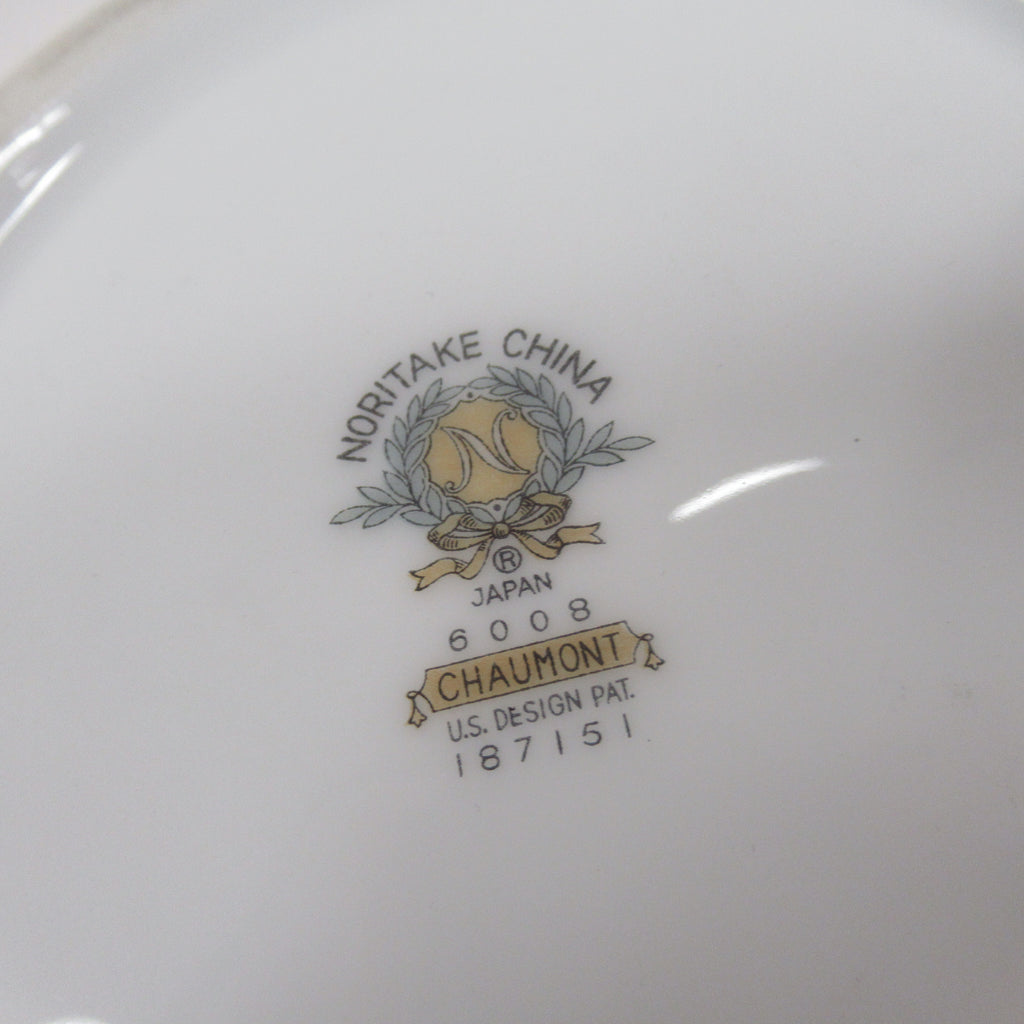 NORITAKE CHINA
N
®
JAPAN
6008
CHAUMONT
U.S. DESIGN PAT.
187151